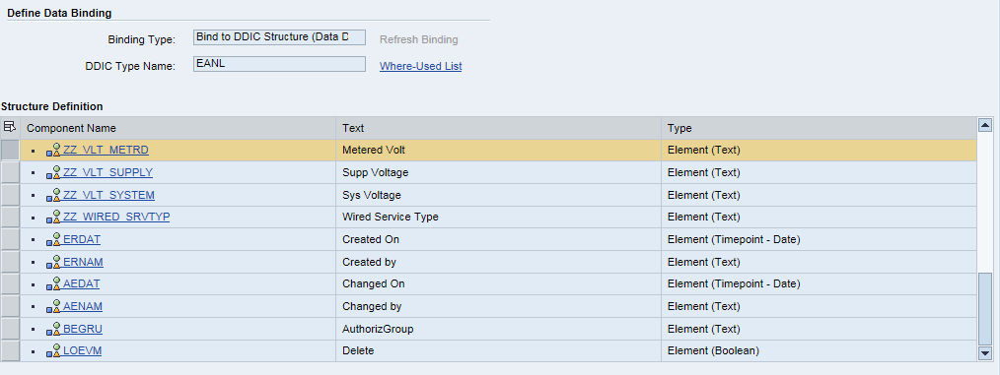 Define Data Binding
Binding Type: Bind to DDIC Structure (Data D Refresh Binding
DDIC Type Name: EANL Where-Used List
Structure Definition
Component Name Text Type
ZZ_VLT_METRD Metered Volt Element (Text)
ZZ_VLT_SUPPLY Supp Voltage Element (Text)
ZZ_VLT_SYSTEM Sys Voltage Element (Text)
ZZ_WIRED_SRVTYP Wired Service Type Element (Text)
ERDAT Created On Element (Timepoint - Date)
ERNAM Created by Element (Text)
AEDAT Changed On Element (Timepoint - Date)
AENAM Changed by Element (Text)
BEGRU AuthorizGroup Element (Text)
LOEVM Delete Element (Boolean)